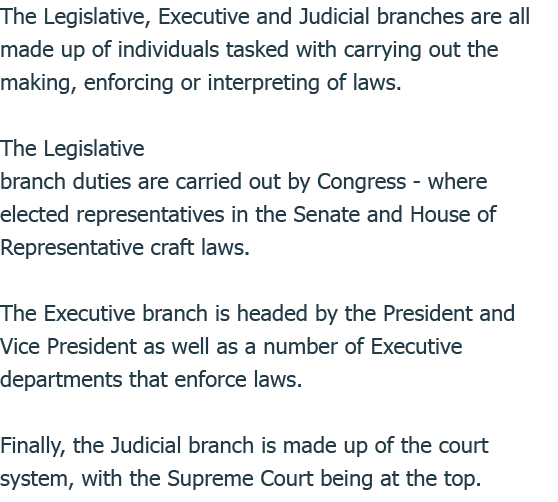 The Legislative, Executive and Judicial branches are all
made up of individuals tasked with carrying out the
making, enforcing or interpreting of laws.
The Legislative
branch duties are carried out by Congress - where
elected representatives in the Senate and House of
Representative craft laws.
The Executive branch is headed by the President and
Vice President as well as a number of Executive
departments that enforce laws.
Finally, the Judicial branch is made up of the court
system, with the Supreme Court being at the top.